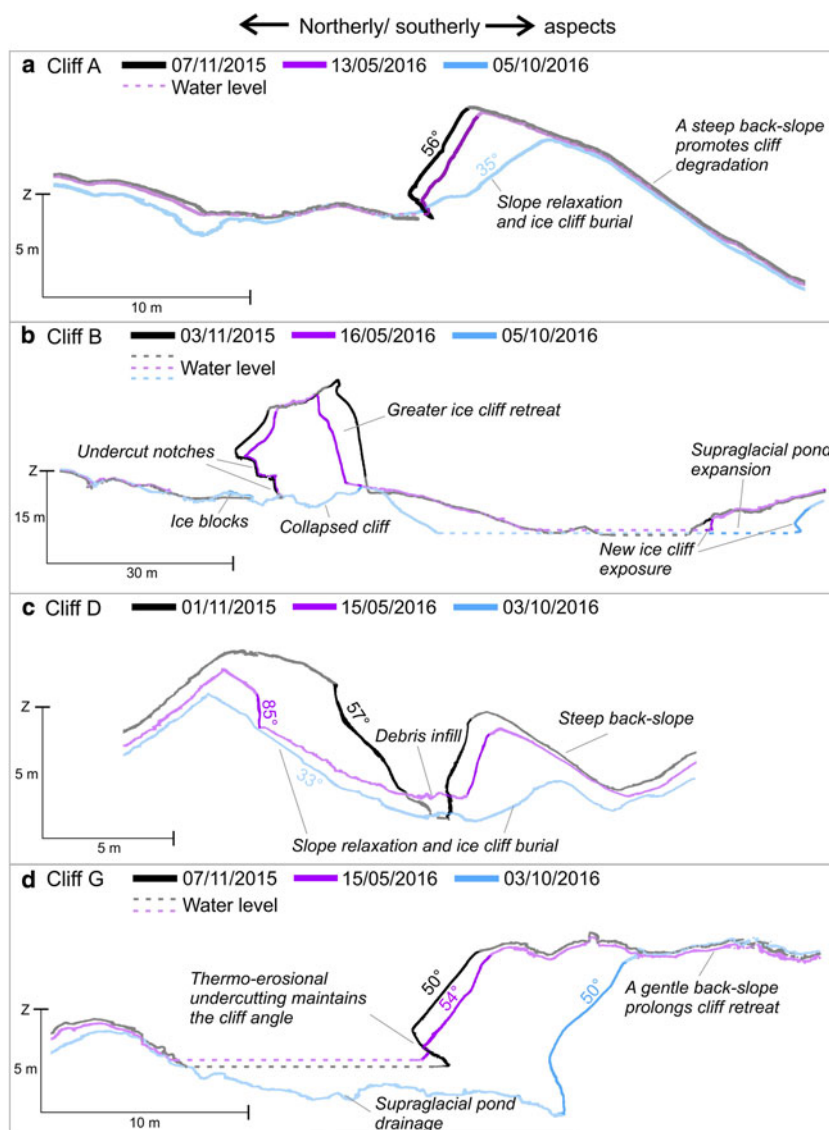 Northerly/ southerly aspects
a Cliff A 07/11/2015 13/05/2016 05/10/2016
Water level
56°
35°
A steep back-slope
promotes cliff
degradation
Slope relaxation
and ice cliff burial
Z
5 m
10 m
b Cliff B 03/11/2015 16/05/2016 05/10/2016
Water level
Greater ice cliff retreat
Undercut notches
Supraglacial pond
expansion
Z
15 m
Ice blocks
Collapsed cliff
New ice cliff
exposure
30 m
c Cliff D 01/11/2015 15/05/2016 03/10/2016
Z
5 m
85°
57°
33°
Debris infill
Steep back-slope
Slope relaxation and ice cliff burial
5 m
d Cliff G 07/11/2015 15/05/2016 03/10/2016
Water level
Thermo-erosional
undercutting maintains
the cliff angle
50°
54°
50°
A gentle back-slope
prolongs cliff retreat
Z
5 m
Supraglacial pond
drainage
10 m